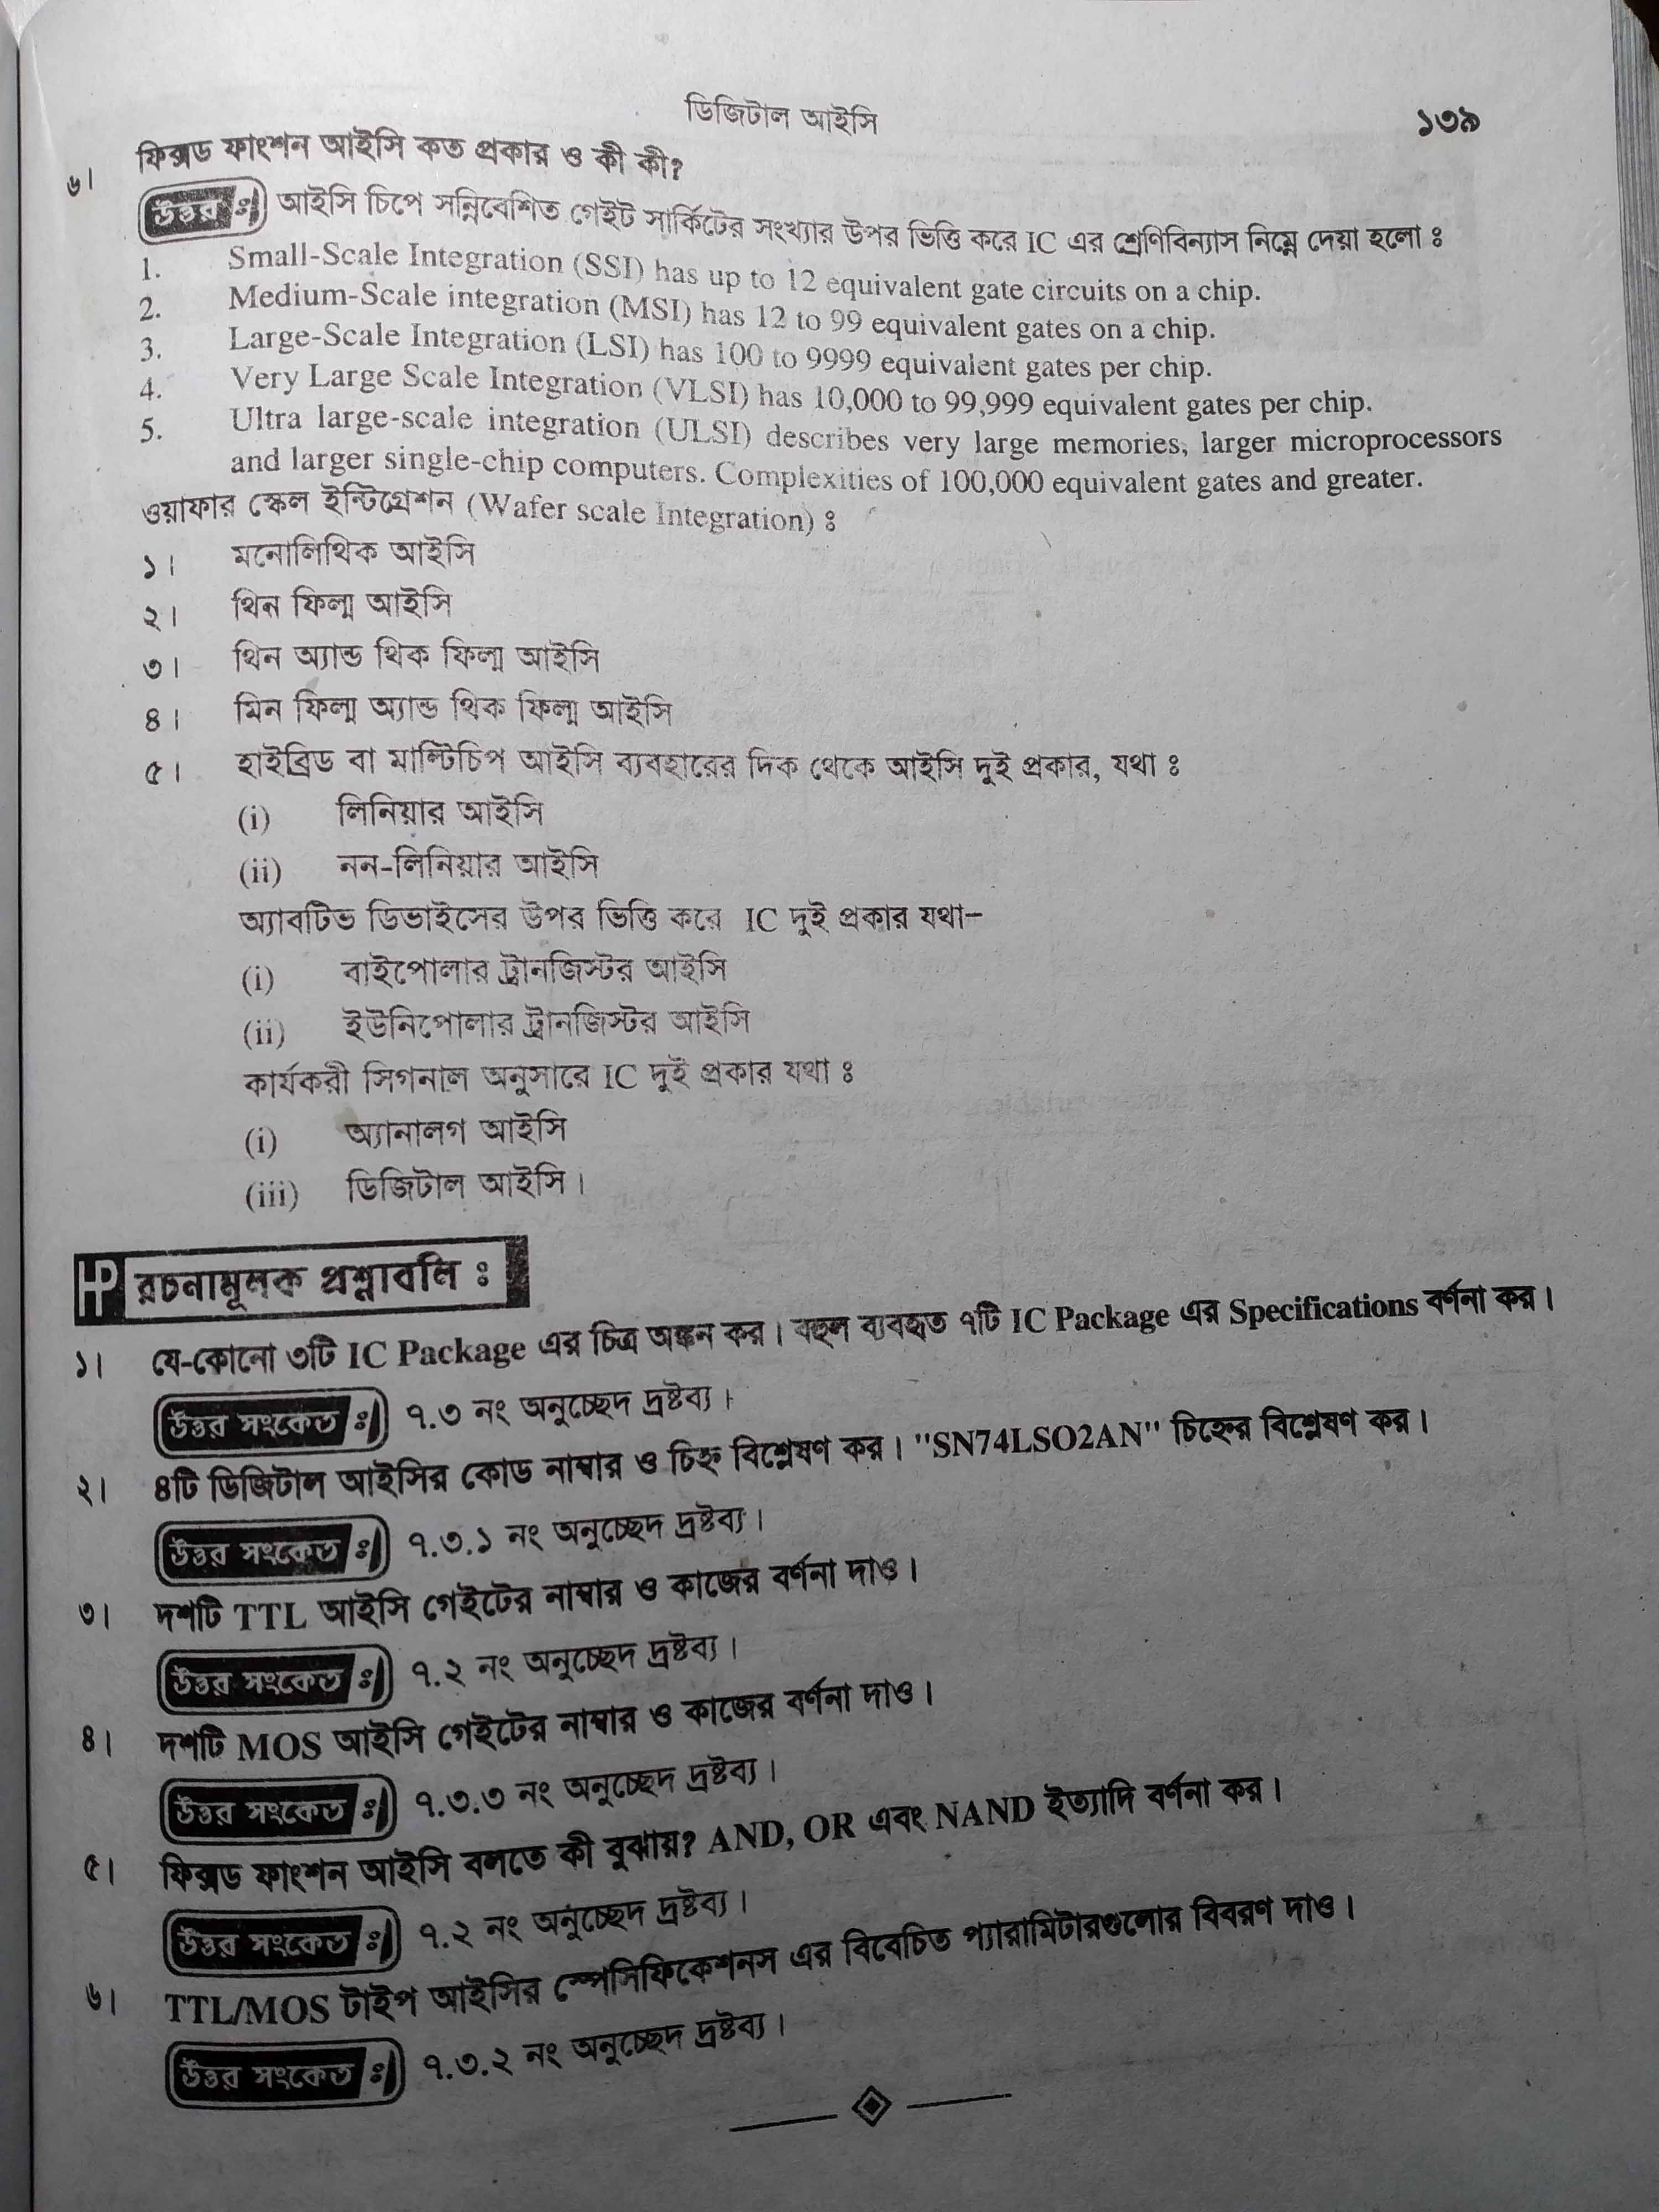 ডিজিটাল আইসি
১৩৯
৬। ফিক্সড ফাংশন আইসি কত প্রকার ও কী কী?
উত্তর ঃ আইসি চিপে সন্নিবেশিত গেইট সার্কিটের সংখ্যার উপর ভিত্তি করে IC এর শ্রেণিবিন্যাস নিম্নে দেয়া হলো ঃ
1. Small-Scale Integration (SSI) has up to 12 equivalent gate circuits on a chip.
2. Medium-Scale integration (MSI) has 12 to 99 equivalent gates on a chip.
3. Large-Scale Integration (LSI) has 100 to 9999 equivalent gates per chip.
4. Very Large Scale Integration (VLSI) has 10,000 to 99,999 equivalent gates per chip.
5. Ultra large-scale integration (ULSI) describes very large memories, larger microprocessors
and larger single-chip computers. Complexities of 100,000 equivalent gates and greater.
ওয়াফার স্কেল ইন্টিগ্রেশন (Wafer scale Integration) ঃ
১। মনোলিথিক আইসি
২। থিন ফিল্ম আইসি
৩। থিন অ্যান্ড থিক ফিল্ম আইসি
৪। মিন ফিল্ম অ্যান্ড থিক ফিল্ম আইসি
৫। হাইব্রিড বা মাল্টিচিপ আইসি ব্যবহারের দিক থেকে আইসি দুই প্রকার, যথা ঃ
(i) লিনিয়ার আইসি
(ii) নন-লিনিয়ার আইসি
অ্যাবটিভ ডিভাইসের উপর ভিত্তি করে IC দুই প্রকার যথা–
(i) বাইপোলার ট্রানজিস্টর আইসি
(ii) ইউনিপোলার ট্রানজিস্টর আইসি
কার্যকরী সিগনাল অনুসারে IC দুই প্রকার যথা ঃ
(i) অ্যানালগ আইসি
(iii) ডিজিটাল আইসি।
HP রচনামূলক প্রশ্নাবলি ঃ
১। যে-কোনো ৩টি IC Package এর চিত্র অঙ্কন কর। বহুল ব্যবহৃত ৭টি IC Package এর Specifications বর্ণনা কর।
উত্তর সংকেত ঃ ৭.৩ নং অনুচ্ছেদ দ্রষ্টব্য।
২। ৪টি ডিজিটাল আইসির কোড নাম্বার ও চিহ্ন বিশ্লেষণ কর। "SN74LSO2AN" চিহ্নের বিশ্লেষণ কর।
উত্তর সংকেত ঃ ৭.৩.১ নং অনুচ্ছেদ দ্রষ্টব্য।
৩। দশটি TTL আইসি গেইটের নাম্বার ও কাজের বর্ণনা দাও।
উত্তর সংকেত ঃ ৭.২ নং অনুচ্ছেদ দ্রষ্টব্য।
৪। দশটি MOS আইসি গেইটের নাম্বার ও কাজের বর্ণনা দাও।
উত্তর সংকেত ঃ ৭.৩.৩ নং অনুচ্ছেদ দ্রষ্টব্য।
৫। ফিক্সড ফাংশন আইসি বলতে কী বুঝায়? AND, OR এবং NAND ইত্যাদি বর্ণনা কর।
উত্তর সংকেত ঃ ৭.২ নং অনুচ্ছেদ দ্রষ্টব্য।
৬। TTL/MOS টাইপ আইসির স্পেসিফিকেশনস এর বিবেচিত প্যারামিটারগুলোর বিবরণ দাও।
উত্তর সংকেত ঃ ৭.৩.২ নং অনুচ্ছেদ দ্রষ্টব্য।